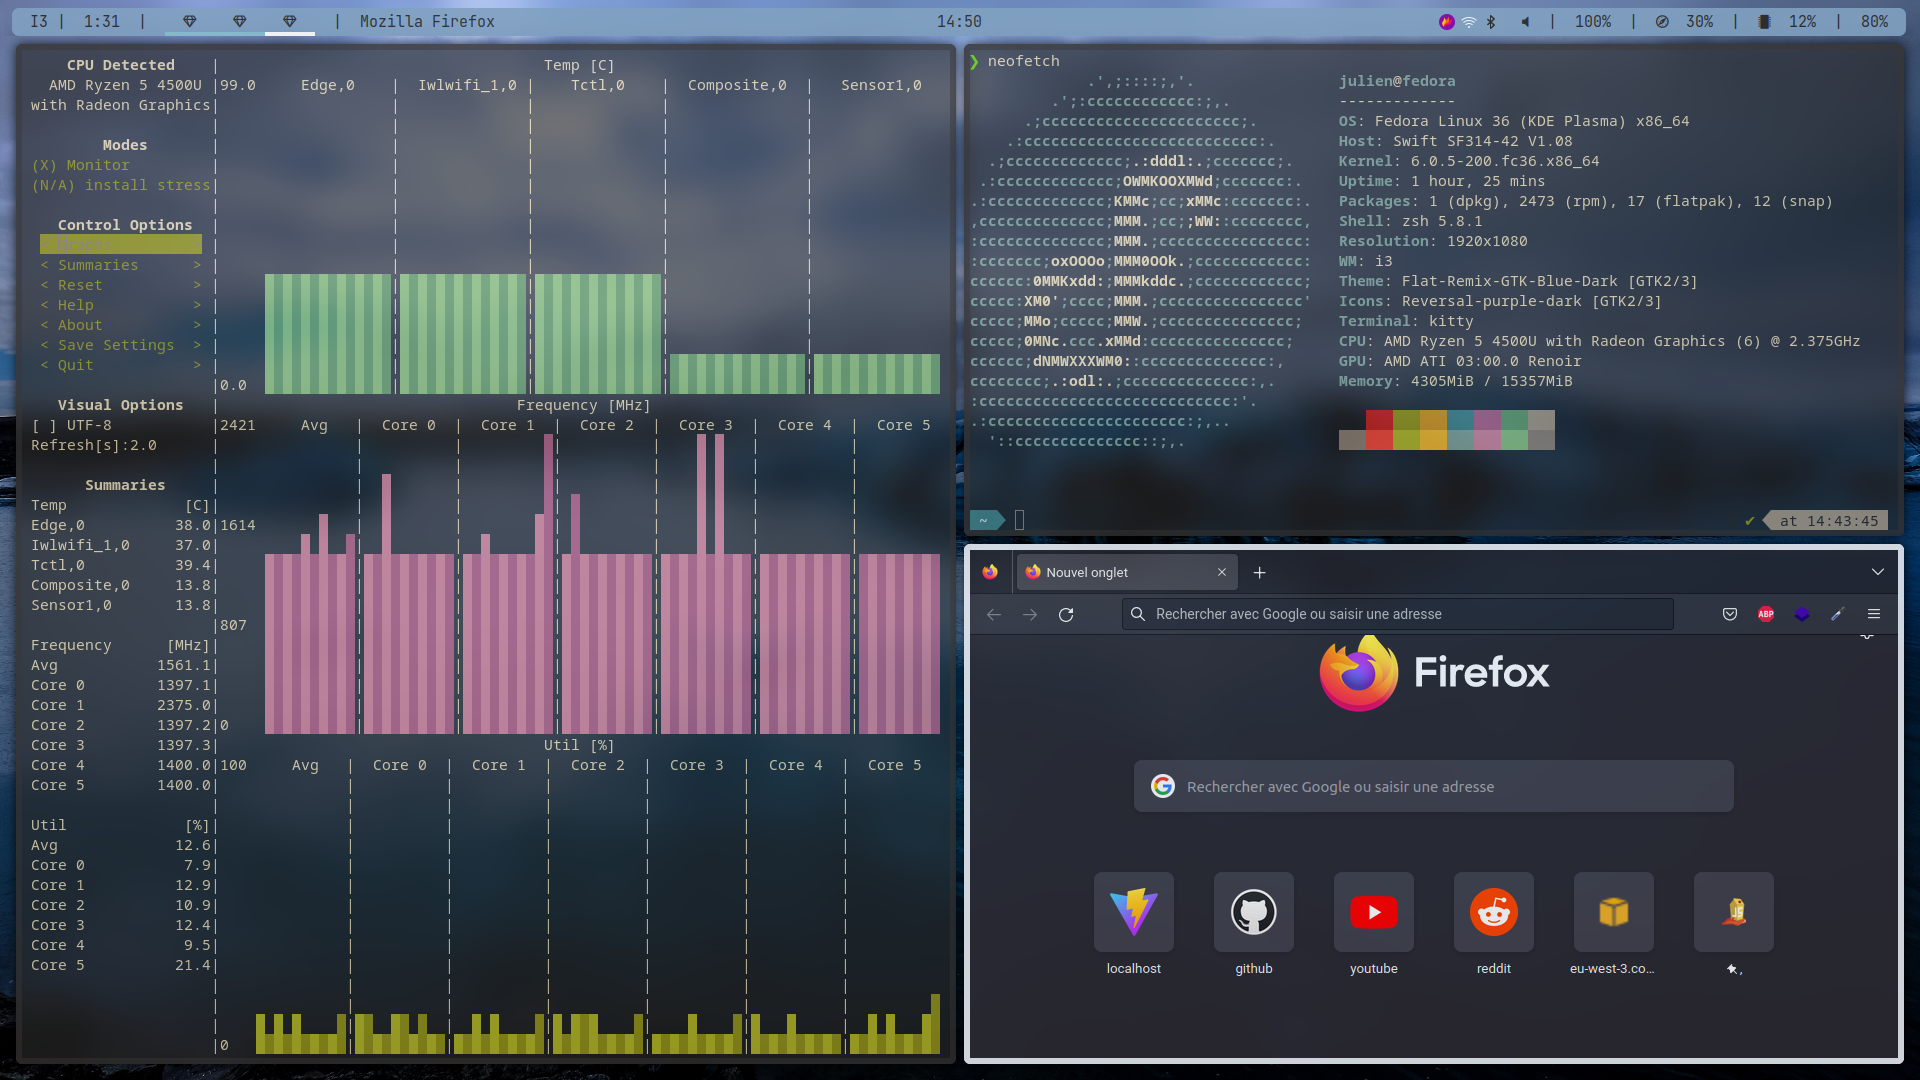 I3 | 1:31 | | Mozilla Firefox 14:50 | 100% | 30% | 12% | 80%
CPU Detected
AMD Ryzen 5 4500U
with Radeon Graphics
Modes
(X) Monitor
(N/A) install stress
Control Options
< Summaries >
< Reset >
< Help >
< About >
< Save Settings >
< Quit >
Visual Options
[ ] UTF-8
Refresh[s]:2.0
Summaries
Temp [C]
Edge,0 38.0
Iwlwifi_1,0 37.0
Tctl,0 39.4
Composite,0 13.8
Sensor1,0 13.8
Frequency [MHz]
Avg 1561.1
Core 0 1397.1
Core 1 2375.0
Core 2 1397.2
Core 3 1397.3
Core 4 1400.0
Core 5 1400.0
Util [%]
Avg 12.6
Core 0 7.9
Core 1 12.9
Core 2 10.9
Core 3 12.4
Core 4 9.5
Core 5 21.4
Temp [C]
99.0 Edge,0 | Iwlwifi_1,0 | Tctl,0 | Composite,0 | Sensor1,0
0.0
Frequency [MHz]
2421 Avg | Core 0 | Core 1 | Core 2 | Core 3 | Core 4 | Core 5
1614
807
0
Util [%]
100 Avg | Core 0 | Core 1 | Core 2 | Core 3 | Core 4 | Core 5
0
❯ neofetch
julien@fedora
-------------
OS: Fedora Linux 36 (KDE Plasma) x86_64
Host: Swift SF314-42 V1.08
Kernel: 6.0.5-200.fc36.x86_64
Uptime: 1 hour, 25 mins
Packages: 1 (dpkg), 2473 (rpm), 17 (flatpak), 12 (snap)
Shell: zsh 5.8.1
Resolution: 1920x1080
WM: i3
Theme: Flat-Remix-GTK-Blue-Dark [GTK2/3]
Icons: Reversal-purple-dark [GTK2/3]
Terminal: kitty
CPU: AMD Ryzen 5 4500U with Radeon Graphics (6) @ 2.375GHz
GPU: AMD ATI 03:00.0 Renoir
Memory: 4305MiB / 15357MiB
~ ✔ at 14:43:45
Nouvel onglet
Rechercher avec Google ou saisir une adresse
ABP
Firefox
Rechercher avec Google ou saisir une adresse
localhost
github
youtube
reddit
eu-west-3.co...